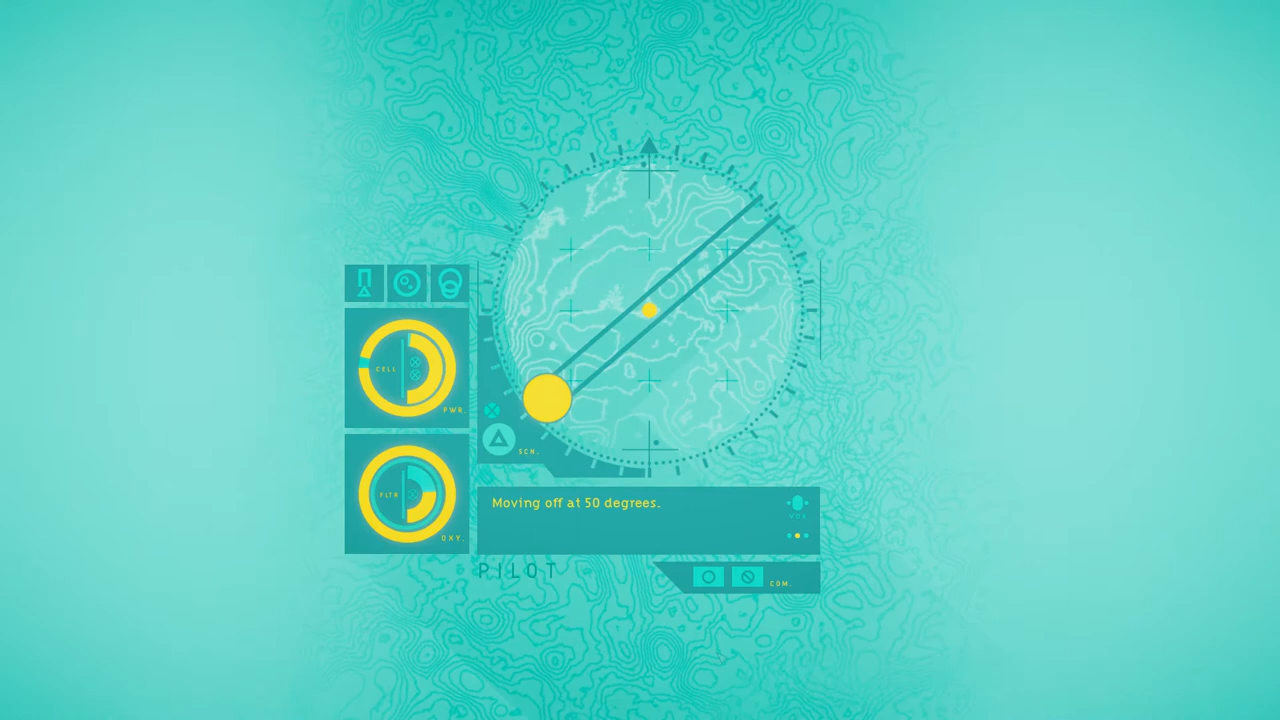 CELL
PWR.
FLTR
OXY.
SCN.
Moving off at 50 degrees.
VOX
PILOT
COM.